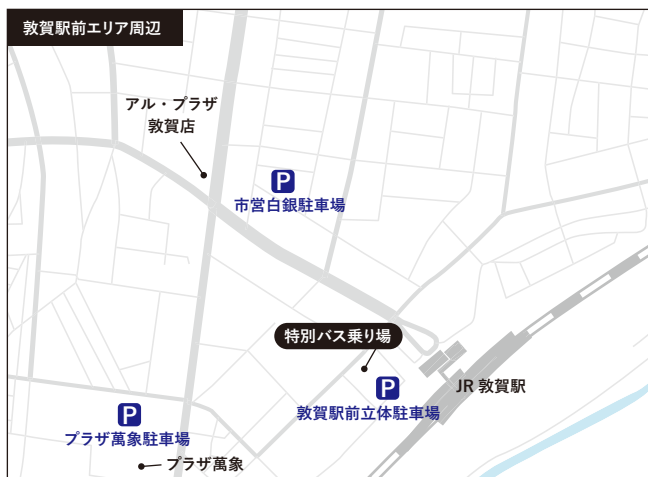 敦賀駅前エリア周辺
アル・プラザ
敦賀店
P
市営白銀駐車場
特別バス乗り場
JR 敦賀駅
P
敦賀駅前立体駐車場
P
プラザ萬象駐車場
プラザ萬象